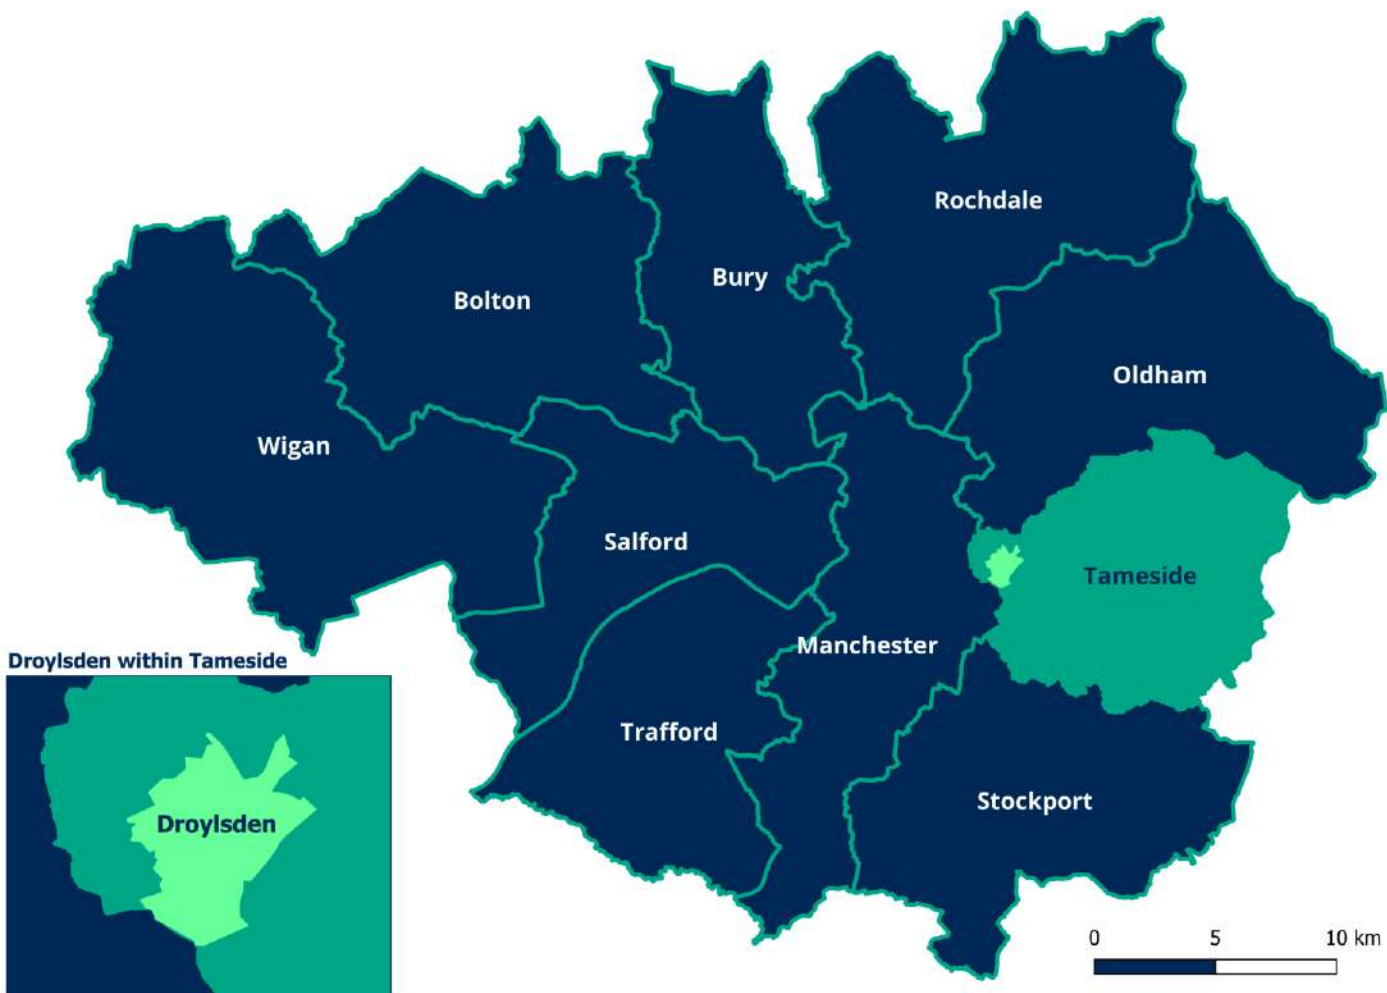 Rochdale
Bury
Bolton
Oldham
Wigan
Salford
Tameside
Manchester
Droylsden within Tameside
Trafford
Stockport
Droylsden
0 5 10 km